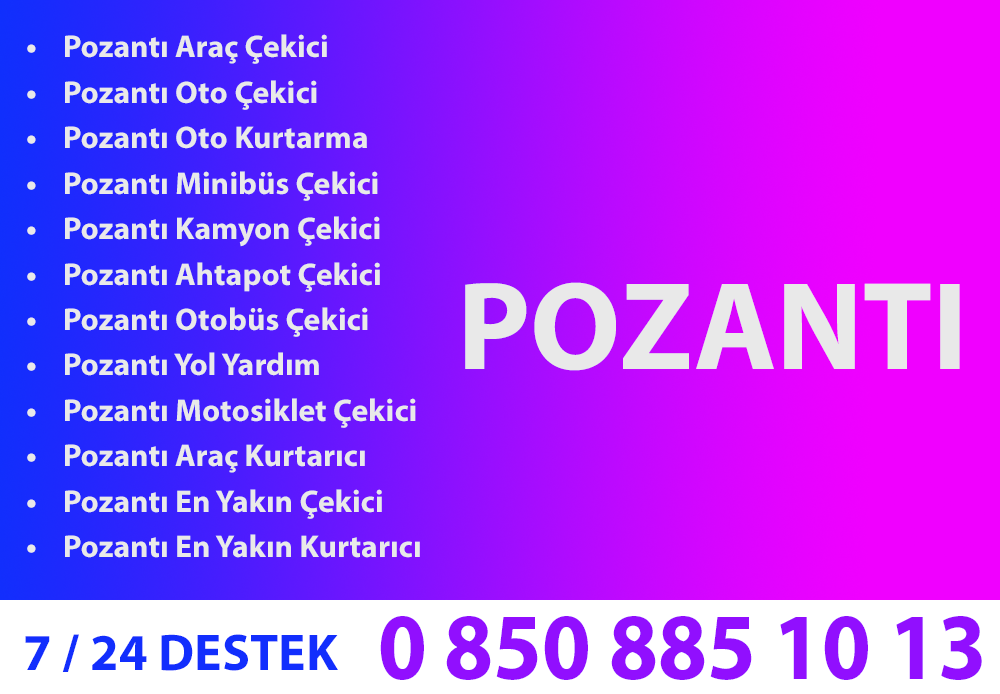 • Pozantı Araç Çekici
• Pozantı Oto Çekici
• Pozantı Oto Kurtarma
• Pozantı Minibüs Çekici
• Pozantı Kamyon Çekici
• Pozantı Ahtapot Çekici
• Pozantı Otobüs Çekici
• Pozantı Yol Yardım
• Pozantı Motosiklet Çekici
• Pozantı Araç Kurtarıcı
• Pozantı En Yakın Çekici
• Pozantı En Yakın Kurtarıcı
POZANTI
7 / 24 DESTEK 0 850 885 10 13